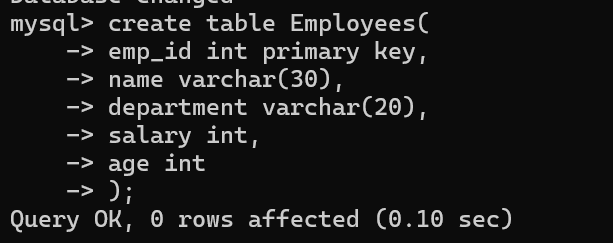 Database changed
mysql> create table Employees(
    -> emp_id int primary key,
    -> name varchar(30),
    -> department varchar(20),
    -> salary int,
    -> age int
    -> );
Query OK, 0 rows affected (0.10 sec)